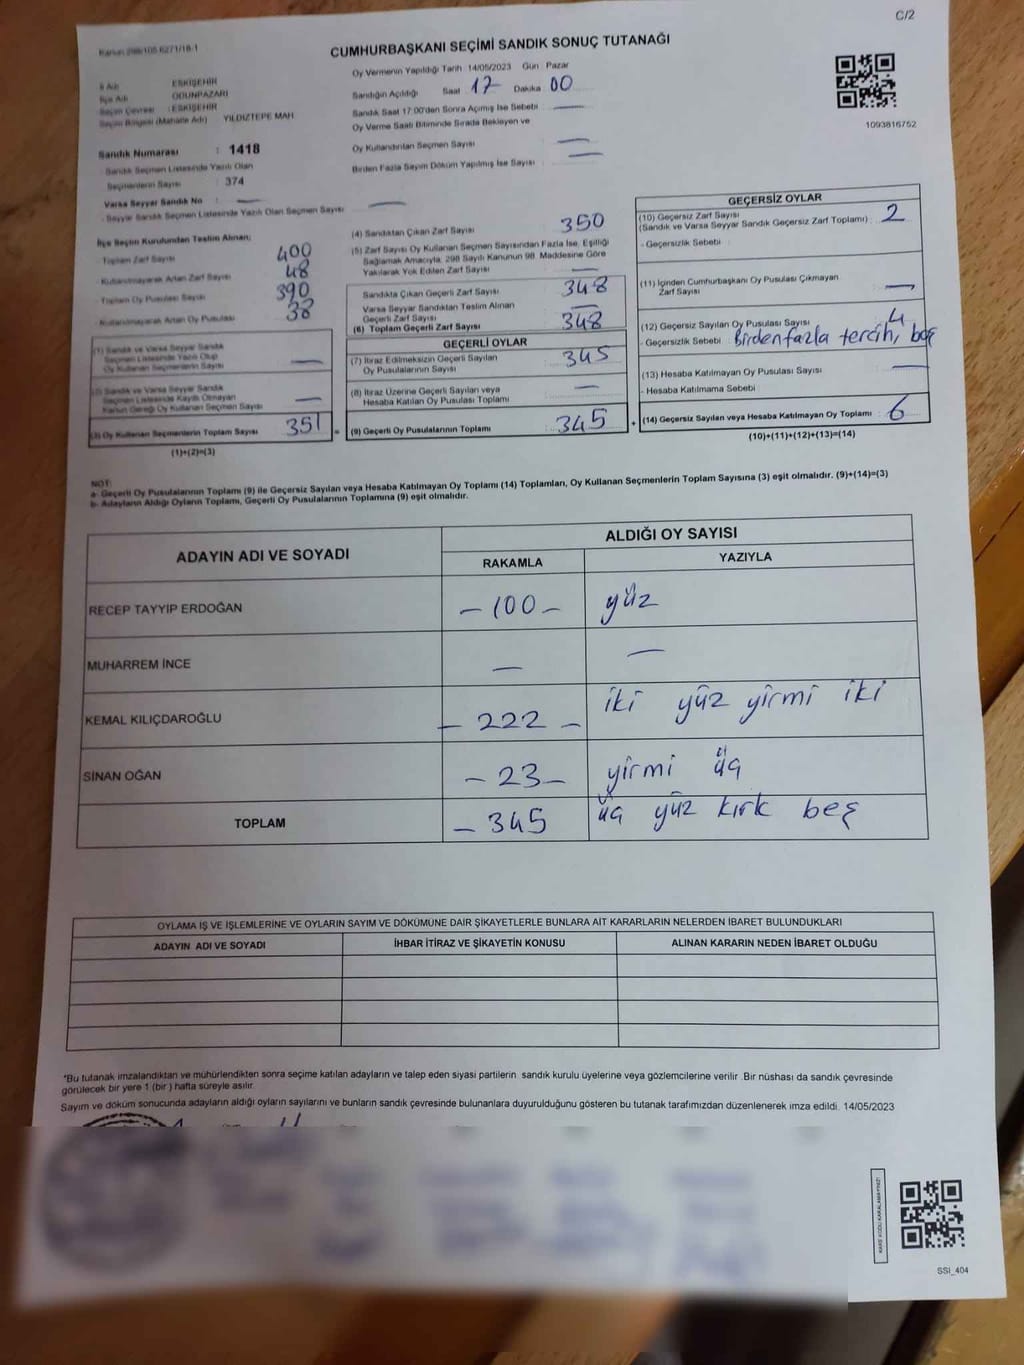 C/2
Kanun 298/105 6271/18-1
CUMHURBAŞKANI SEÇİMİ SANDIK SONUÇ TUTANAĞI
İl Adı : ESKİŞEHİR
İlçe Adı : ODUNPAZARI
Seçim Çevresi : ESKİŞEHİR
Seçim Bölgesi (Mahalle Adı) YILDIZTEPE MAH
Sandık Numarası : 1418
- Sandık Seçmen Listesinde Yazılı Olan
Seçmenlerin Sayısı : 374
Varsa Seyyar Sandık No : —
- Seyyar Sandık Seçmen Listesinde Yazılı Olan Seçmen Sayısı : —
Oy Vermenin Yapıldığı Tarih 14/05/2023 Gün Pazar
Sandığın Açıldığı Saat 17 Dakika 00
Sandık Saat 17:00'den Sonra Açımış İse Sebebi —
Oy Verme Saati Bitiminde Sırada Bekleyen ve
Oy Kullandırılan Seçmen Sayısı —
Birden Fazla Sayım Döküm Yapılmış İse Sayısı —
1093816752
İlçe Seçim Kurulundan Teslim Alınan;
Toplam Zarf Sayısı 400
Kullanılmayarak Artan Zarf Sayısı 48
Toplam Oy Pusulası Sayısı 390
Kullanılmayarak Artan Oy Pusulası 38
(1) Sandık ve Varsa Seyyar Sandık
Seçmen Listesinde Yazılı Olup
Oy Kullanan Seçmenlerin Sayısı —
(2) Sandık ve Varsa Seyyar Sandık
Seçmen Listesinde Kayıtlı Olmayan
Kanun Gereği Oy Kullanan Seçmen Sayısı —
(3) Oy Kullanan Seçmenlerin Toplam Sayısı 351 =
(1)+(2)=(3)
(4) Sandıktan Çıkan Zarf Sayısı 350
(5) Zarf Sayısı Oy Kullanan Seçmen Sayısından Fazla İse, Eşitliği
Sağlamak Amacıyla, 298 Sayılı Kanunun 98. Maddesine Göre
Yakılarak Yok Edilen Zarf Sayısı —
Sandıkta Çıkan Geçerli Zarf Sayısı 348
Varsa Seyyar Sandıktan Teslim Alınan
Geçerli Zarf Sayısı —
(6) Toplam Geçerli Zarf Sayısı 348
GEÇERLİ OYLAR
(7) İtiraz Edilmeksizin Geçerli Sayılan
Oy Pusulalarının Sayısı 345
(8) İtiraz Üzerine Geçerli Sayılan veya
Hesaba Katılan Oy Pusulası Toplamı —
(9) Geçerli Oy Pusulalarının Toplamı 345 +
GEÇERSİZ OYLAR
(10) Geçersiz Zarf Sayısı
(Sandık ve Varsa Seyyar Sandık Geçersiz Zarf Toplamı) : 2
- Geçersizlik Sebebi
(11) İçinden Cumhurbaşkan Oy Pusulası Çıkmayan
Zarf Sayısı —
(12) Geçersiz Sayılan Oy Pusulası Sayısı 4
- Geçersizlik Sebebi Birden fazla tercih, boş
(13) Hesaba Katılmayan Oy Pusulası Sayısı —
- Hesaba Katılmama Sebebi
(14) Geçersiz Sayılan veya Hesaba Katılmayan Oy Toplamı : 6
(10)+(11)+(12)+(13)=(14)
NOT:
a- Geçerli Oy Pusulalarının Toplamı (9) ile Geçersiz Sayılan veya Hesaba Katılmayan Oy Toplamı (14) Toplamları, Oy Kullanan Seçmenlerin Toplam Sayısına (3) eşit olmalıdır. (9)+(14)=(3)
b- Adayların Aldığı Oyların Toplamı, Geçerli Oy Pusulalarının Toplamına (9) eşit olmalıdır.
ADAYIN ADI VE SOYADI
ALDIĞI OY SAYISI
RAKAMLA YAZIYLA
RECEP TAYYİP ERDOĞAN – 100 – yüz
MUHARREM İNCE — —
KEMAL KILIÇDAROĞLU – 222 – iki yüz yirmi iki
SİNAN OĞAN – 23 – yirmi üç
TOPLAM – 345 üç yüz kırk beş
OYLAMA İŞ VE İŞLEMLERİNE VE OYLARIN SAYIM VE DÖKÜMÜNE DAİR ŞİKAYETLERLE BUNLARA AİT KARARLARIN NELERDEN İBARET BULUNDUKLARI
ADAYIN ADI VE SOYADI İHBAR İTİRAZ VE ŞİKAYETİN KONUSU ALINAN KARARIN NEDEN İBARET OLDUĞU
*Bu tutanak imzalandıktan ve mühürlendikten sonra seçime katılan adayların ve talep eden siyasi partilerin sandık kurulu üyelerine veya gözlemcilerine verilir .Bir nüshası da sandık çevresinde
görülecek bir yere 1 (bir ) hafta süreyle asılır.
Sayım ve döküm sonucunda adayların aldığı oyların sayılarını ve bunların sandık çevresinde bulunanlara duyurulduğunu gösteren bu tutanak tarafımızdan düzenlenerek imza edildi. 14/05/2023
KARE KODU KARALAMAYINIZ!
SSI_404